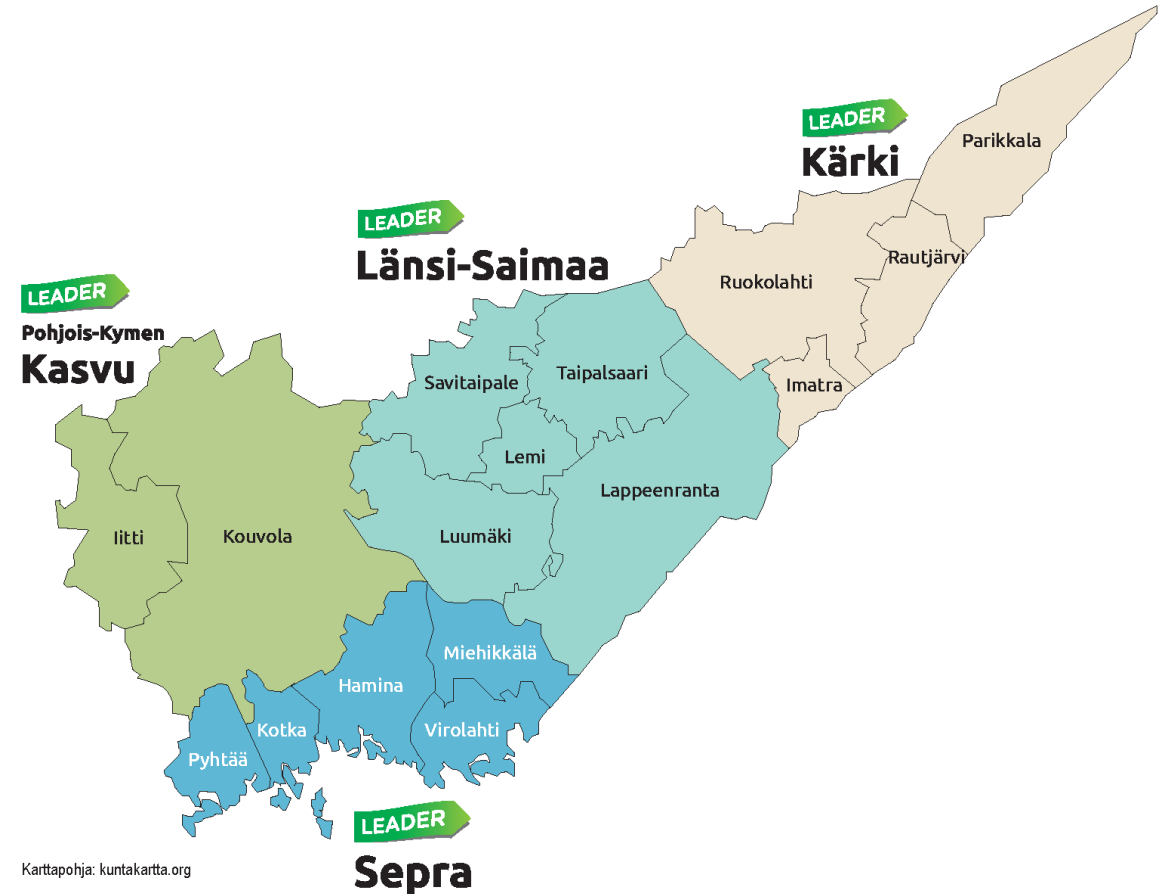 LEADER
Kärki
Parikkala
Rautjärvi
Ruokolahti
Imatra
LEADER
Länsi-Saimaa
Savitaipale
Taipalsaari
Lemi
Lappeenranta
Luumäki
LEADER
Pohjois-Kymen
Kasvu
Iitti
Kouvola
Miehikkälä
Hamina
Virolahti
Kotka
Pyhtää
LEADER
Sepra
Karttapohja: kuntakartta.org